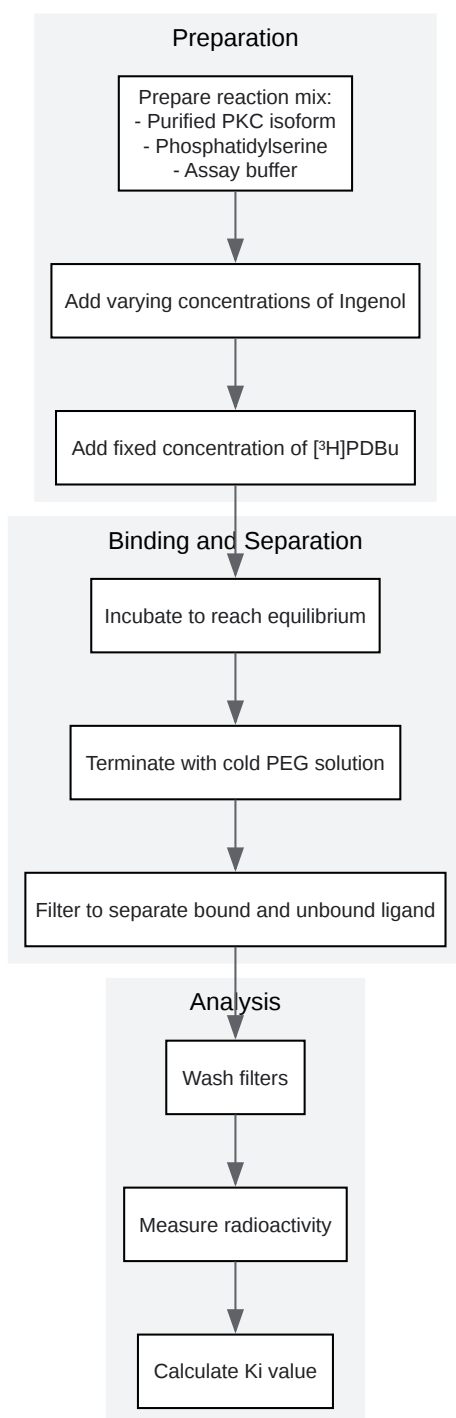 Preparation
Prepare reaction mix:
- Purified PKC isoform
- Phosphatidylserine
- Assay buffer
Add varying concentrations of Ingenol
Add fixed concentration of [³H]PDBu
Binding and Separation
Incubate to reach equilibrium
Terminate with cold PEG solution
Filter to separate bound and unbound ligand
Analysis
Wash filters
Measure radioactivity
Calculate Ki value